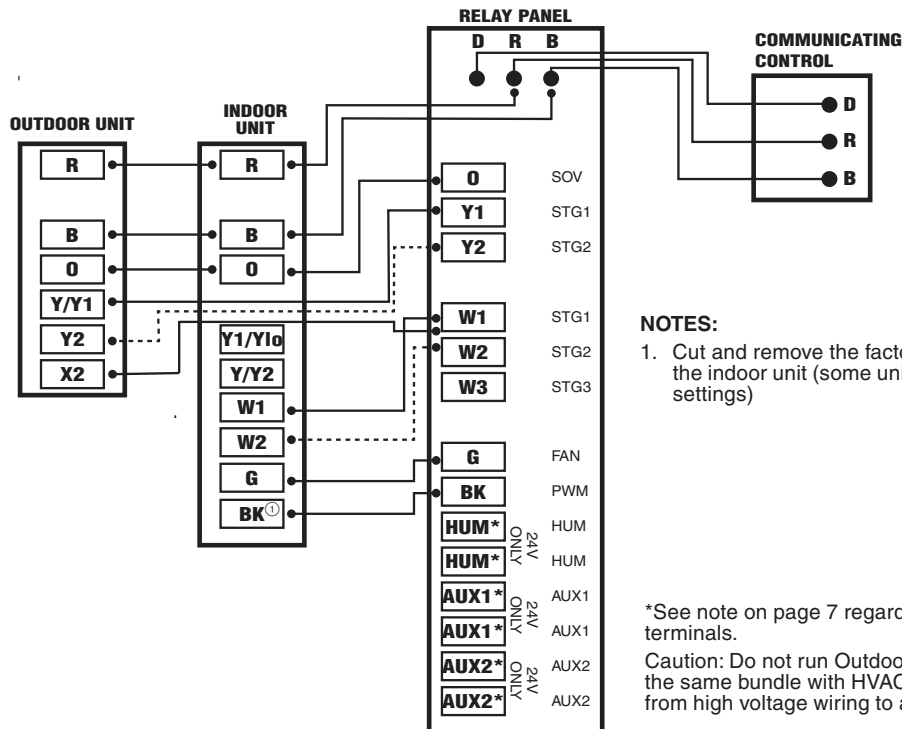 RELAY PANEL
D R B
COMMUNICATING
CONTROL
D
R
B
OUTDOOR UNIT
R
B
O
Y/Y1
Y2
X2
INDOOR
UNIT
R
B
O
Y1/Ylo
Y/Y2
W1
W2
G
BK①
O SOV
Y1 STG1
Y2 STG2
W1 STG1
W2 STG2
W3 STG3
G FAN
BK PWM
HUM* HUM
HUM* HUM
24V
ONLY
AUX1* AUX1
AUX1* AUX1
24V
ONLY
AUX2* AUX2
AUX2* AUX2
24V
ONLY
NOTES:
1. Cut and remove the facto
the indoor unit (some uni
settings)
*See note on page 7 regard
terminals.
Caution: Do not run Outdoo
the same bundle with HVAC
from high voltage wiring to a